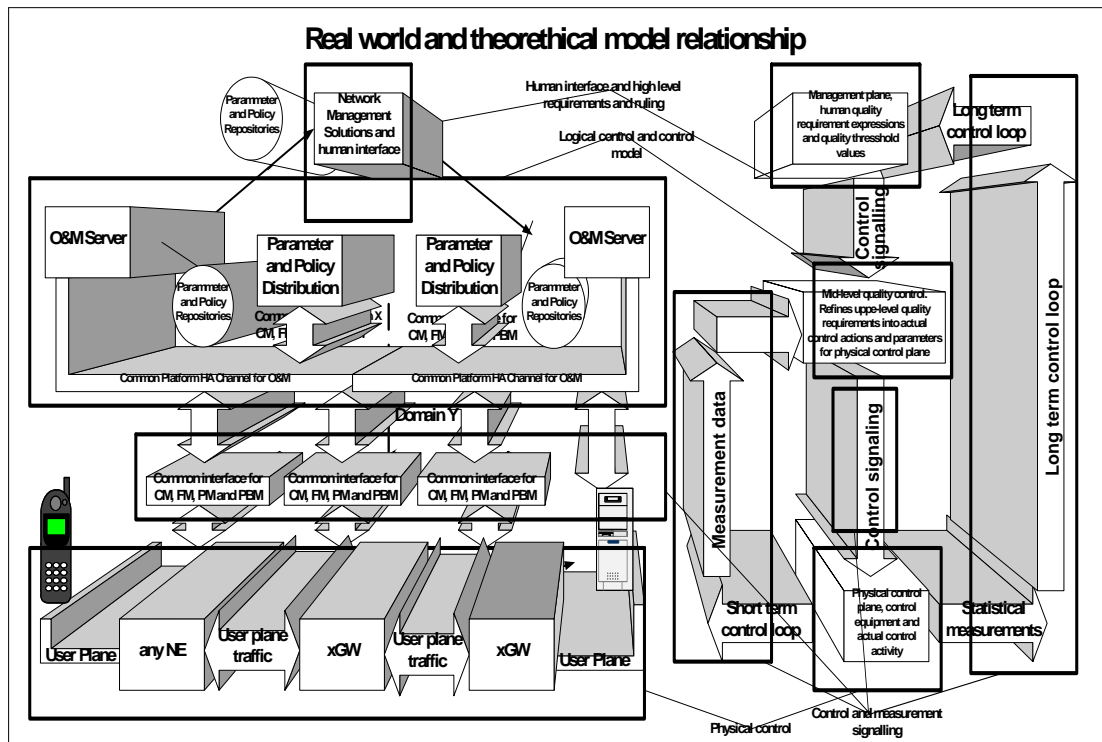 Real world and theorethical model relationship
Parammeter
and Policy
Repositories
Network
Management
Solutions and
human interface
Human interface and high level
requirements and ruling
Logical control and control
model
Management plane,
human quality
requirement expressions
and quality threshold
values
Long term
control loop
O&M Server
Parameter
and Policy
Distribution
Parameter
and Policy
Distribution
O&M Server
Parammeter
and Policy
Repositories
Parammeter
and Policy
Repositories
Common Platform HA Channel for O&M
Common Platform HA Channel for O&M
Control
signalling
Mid-level quality control.
Refines uppe-level quality
requirements into actual
control actions and parameters
for physical control plane
Domain Y
Common interface for
CM, FM, PM and PBM
Common interface for
CM, FM, PM and PBM
Common interface for
CM, FM, PM and PBM
Measurement data
Control signaling
Long term control loop
User Plane
any NE
User plane
traffic
xGW
User plane
traffic
xGW
User Plane
Short term
control loop
Physical control
plane, control
equipment and
actual control
activity
Statistical
measurements
Physical control
Control and measurement
signalling